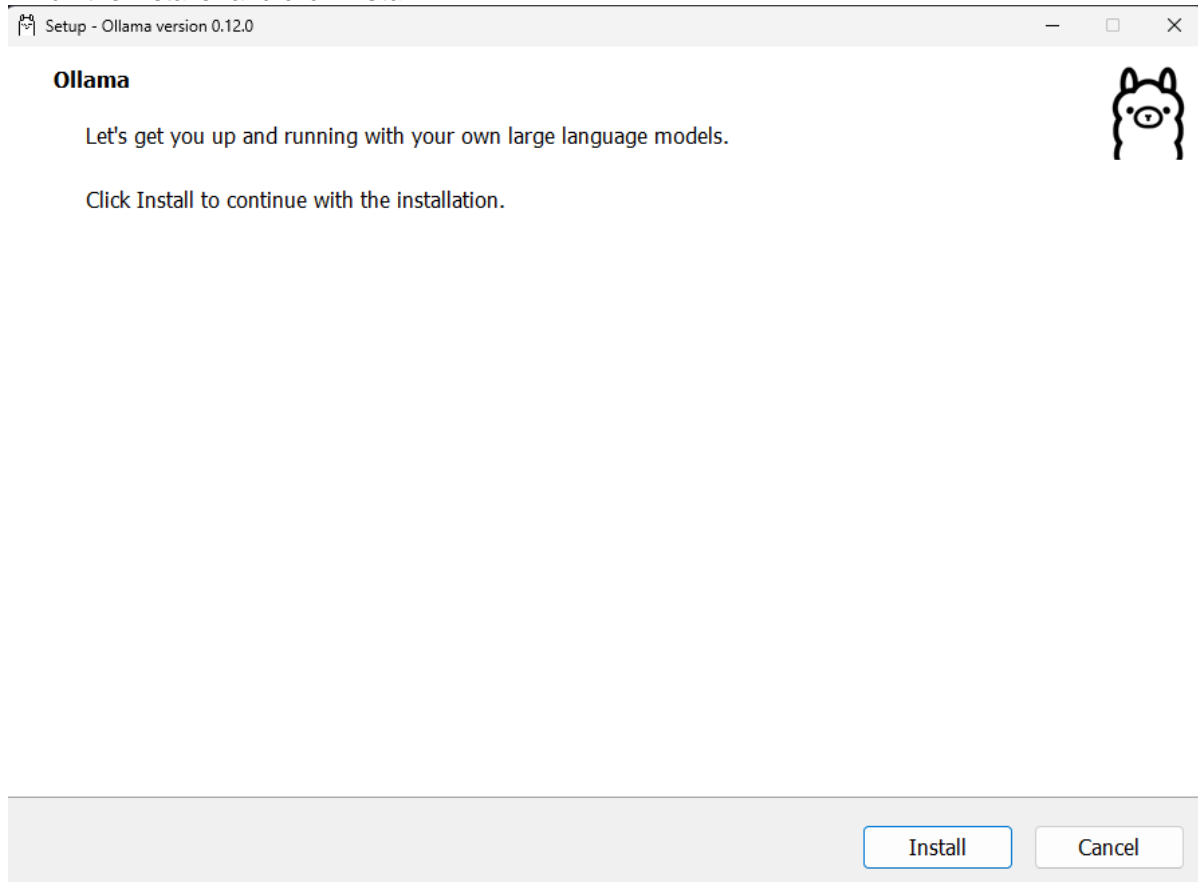 Setup - Ollama version 0.12.0
Ollama
Let's get you up and running with your own large language models.
Click Install to continue with the installation.
Install
Cancel